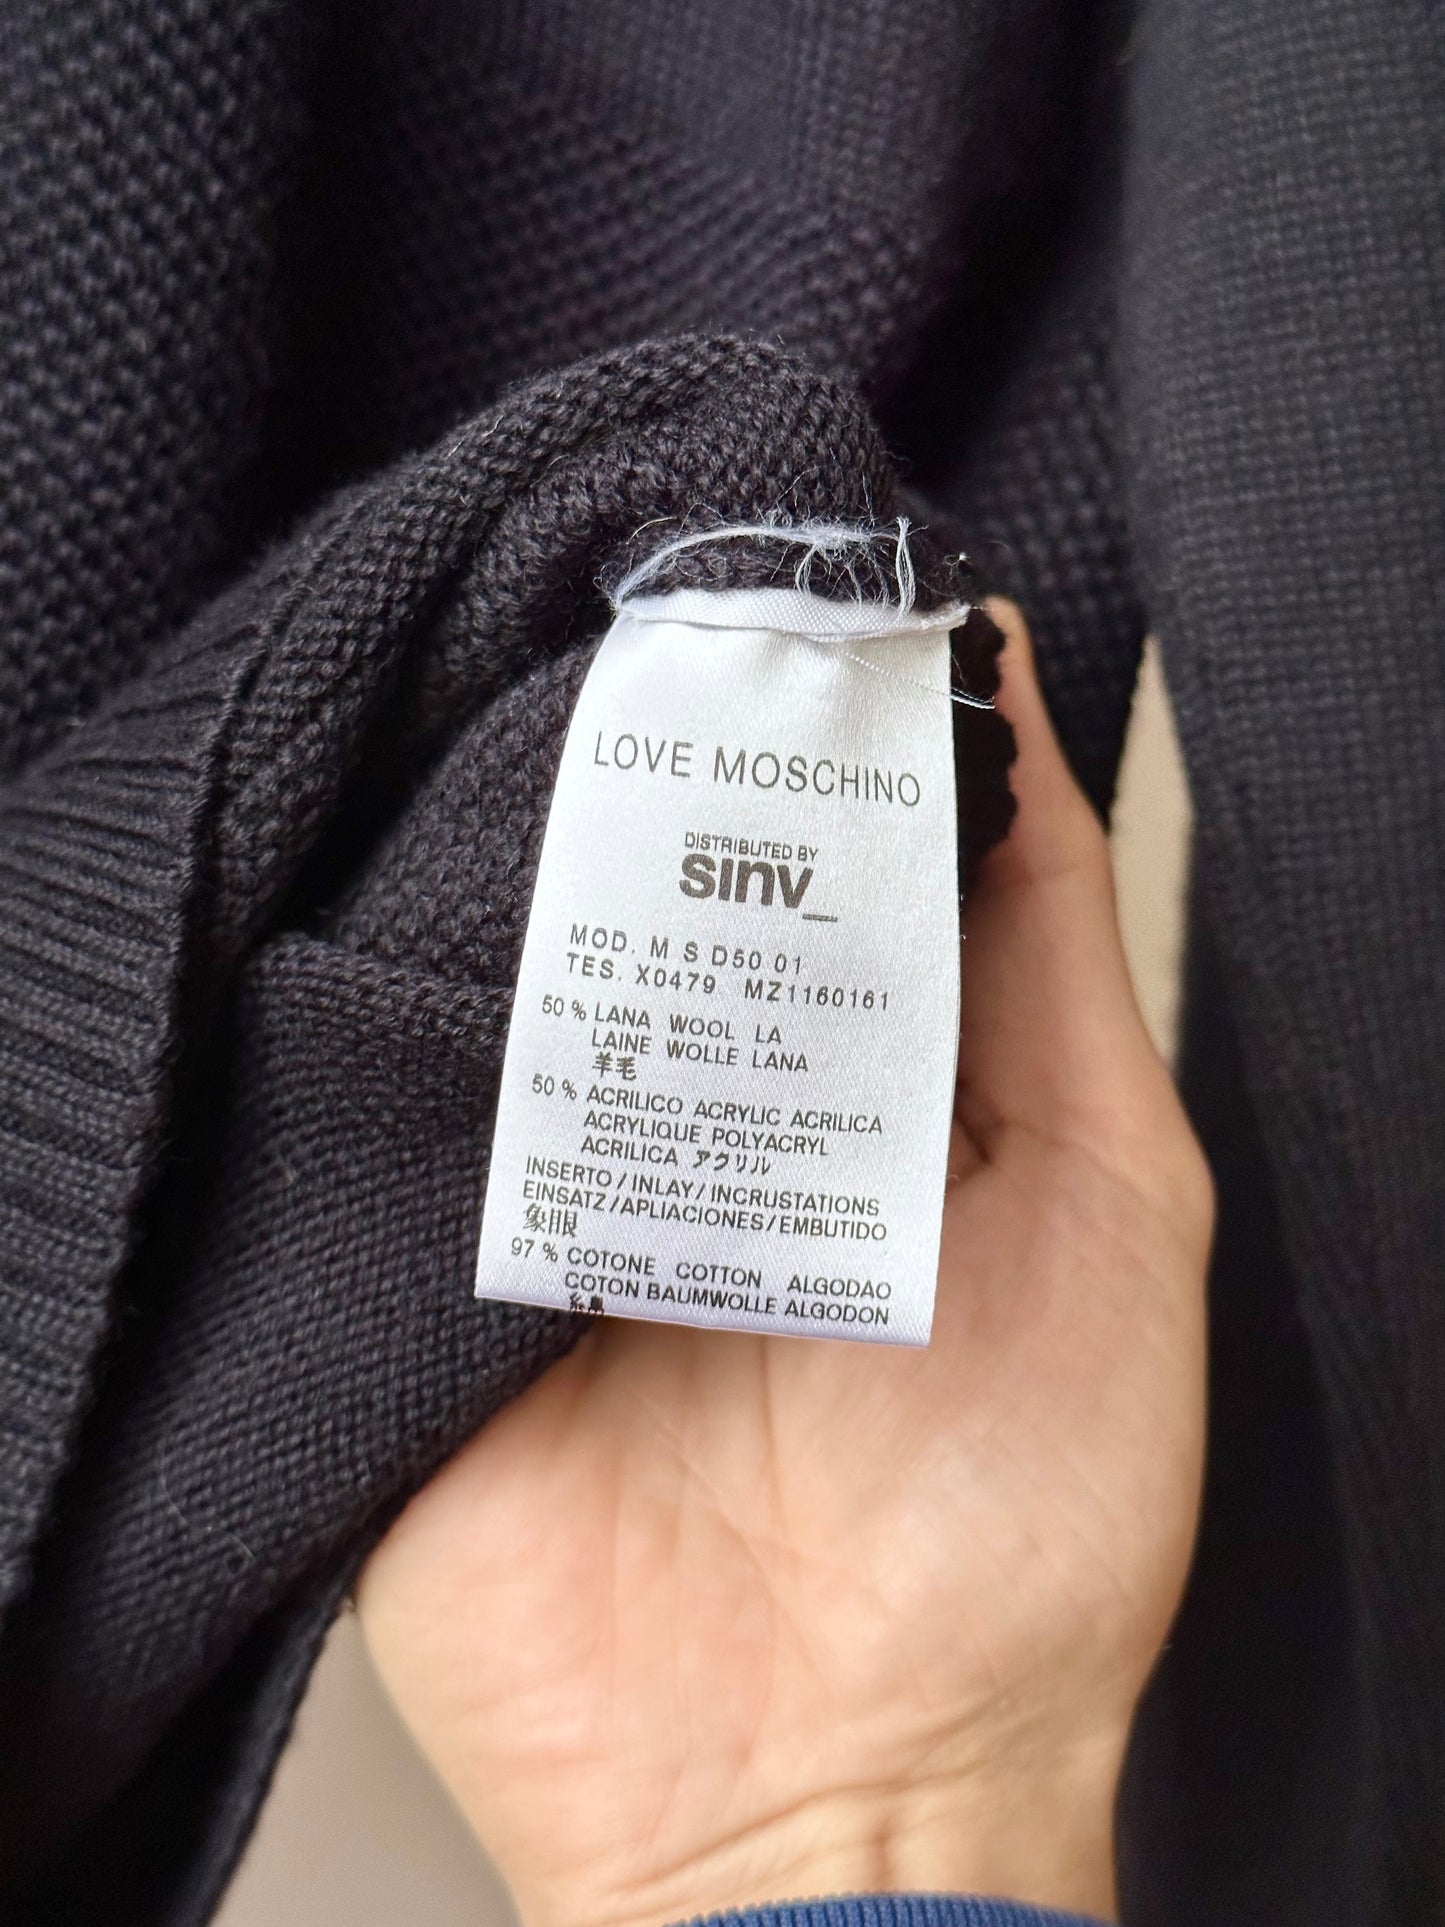 LOVE MOSCHINO
DISTRIBUTED BY
sinv_
MOD. M S D50 01
TES. X0479 MZ1160161
50 % LANA WOOL LA
LAINE WOLLE LANA
羊毛
50 % ACRILICO ACRYLIC ACRILICA
ACRYLIQUE POLYACRYL
ACRILICA アクリル
INSERTO / INLAY / INCRUSTATIONS
EINSATZ / APLIACIONES / EMBUTIDO
象眼
97 % COTONE COTTON ALGODAO
COTON BAUMWOLLE ALGODON